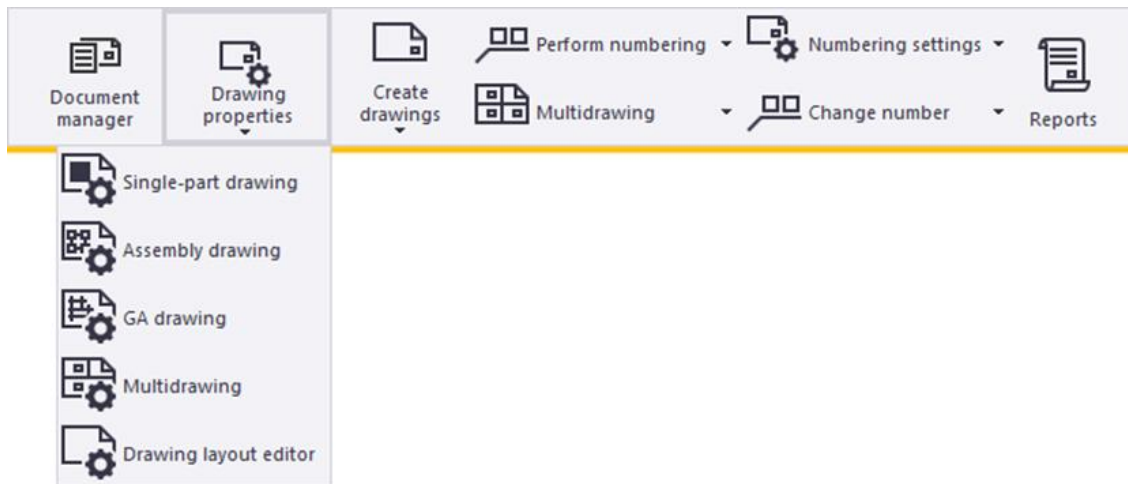 Document
manager
Drawing
properties
Create
drawings
Perform numbering
Multidrawing
Numbering settings
Change number
Reports
Single-part drawing
Assembly drawing
GA drawing
Multidrawing
Drawing layout editor